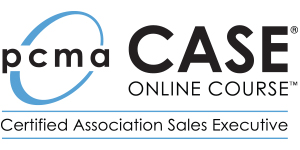 pcma CASE®
ONLINE COURSE™
Certified Association Sales Executive